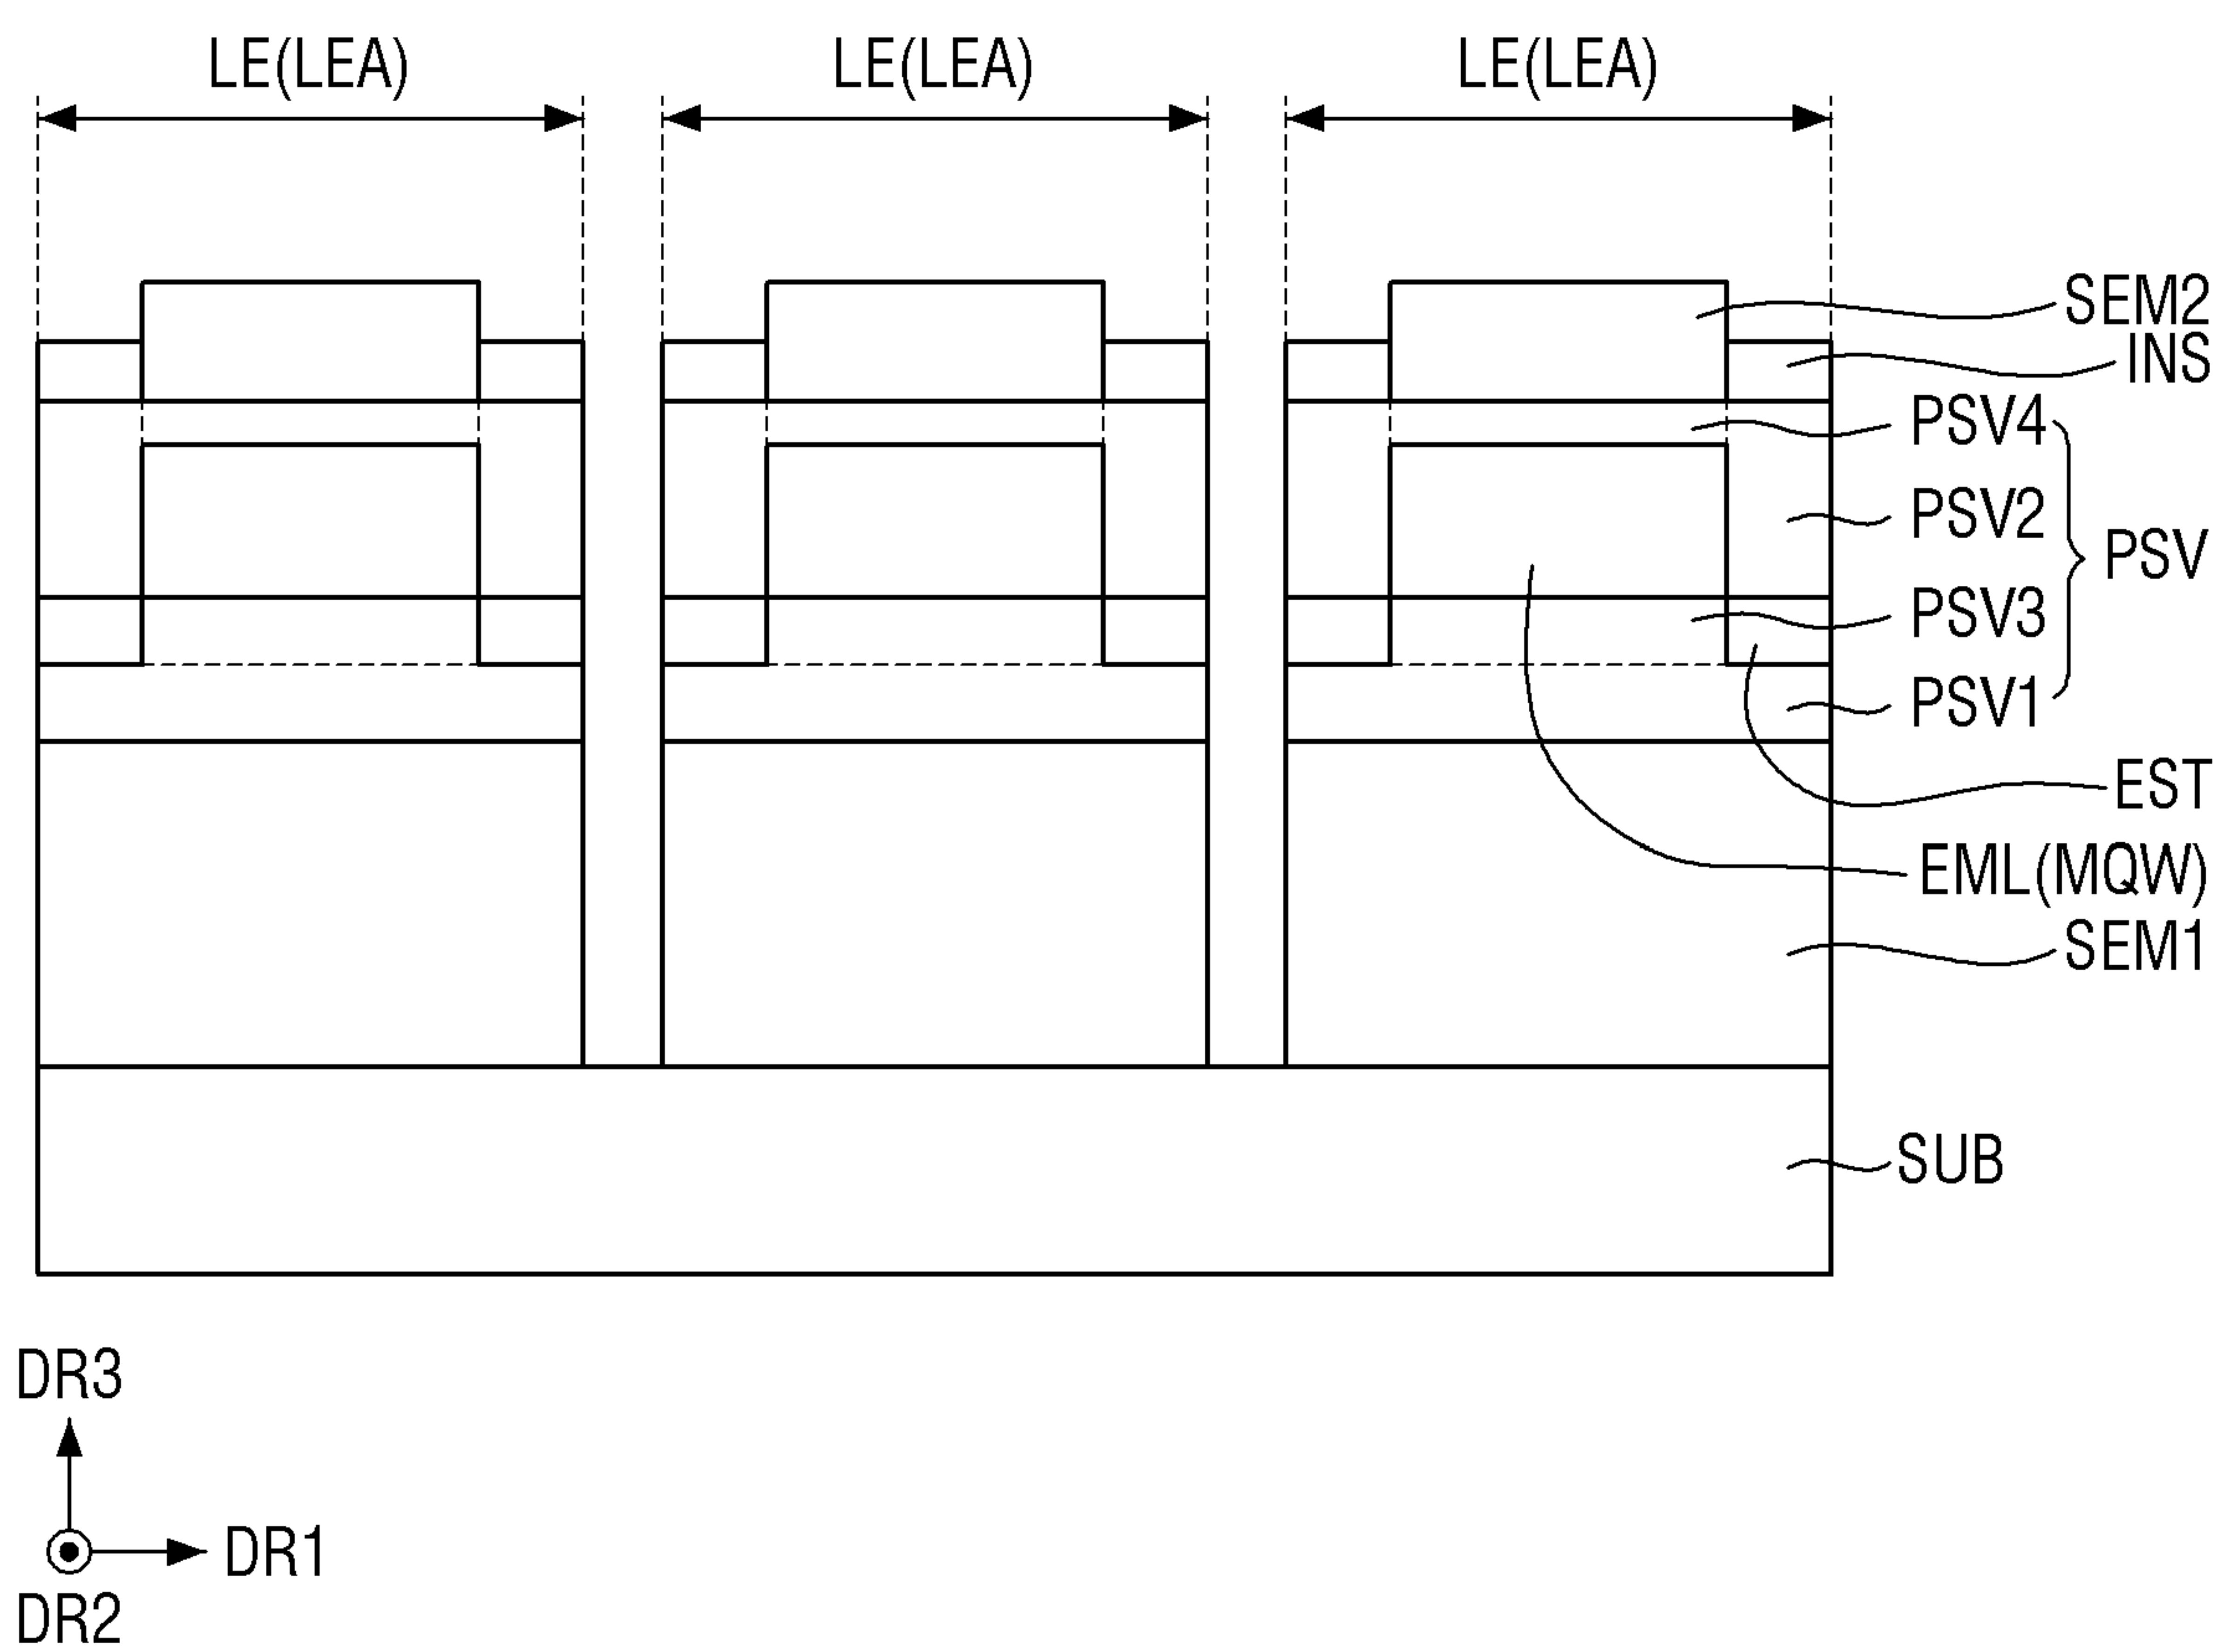 LE(LEA) LE(LEA) LE(LEA)
SEM2
INS
PSV4
PSV2
PSV
PSV3
PSV1
EST
EML(MQW)
SEM1
SUB
DR3
DR1
DR2